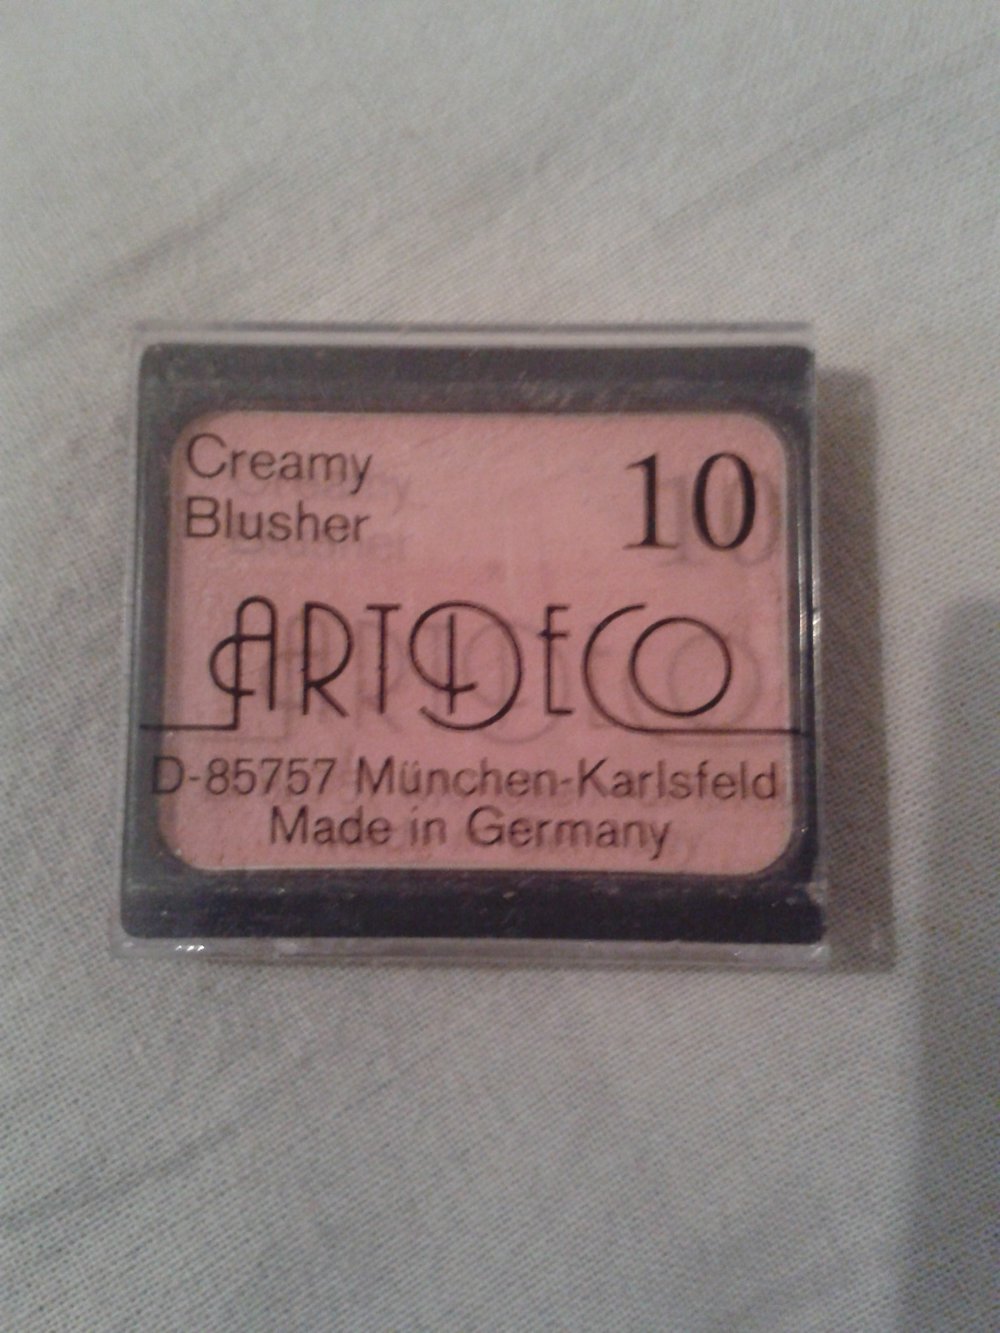 Creamy
Blusher
10
ARTDECO
D-85757 München-Karlsfeld
Made in Germany